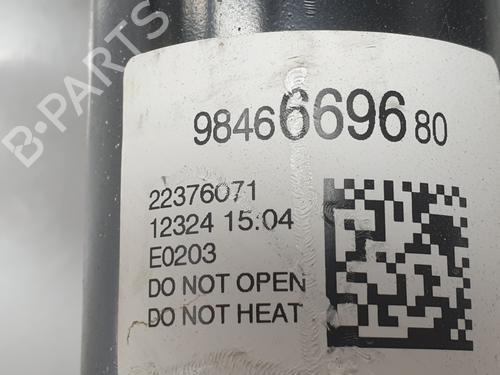 B-PARTS
9846669680
22376071
12324 15:04
E0203
DO NOT OPEN
DO NOT HEAT